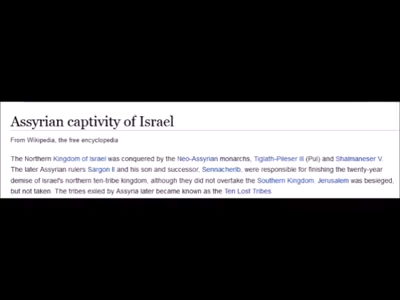 Assyrian captivity of Israel
From Wikipedia, the free encyclopedia
The Northern Kingdom of Israel was conquered by the Neo-Assyrian monarchs, Tiglath-Pileser III (Pul) and Shalmaneser V.
The later Assyrian rulers Sargon II and his son and successor, Sennacherib, were responsible for finishing the twenty-year
demise of Israel's northern ten-tribe kingdom, although they did not overtake the Southern Kingdom. Jerusalem was besieged,
but not taken. The tribes exiled by Assyria later became known as the Ten Lost Tribes.